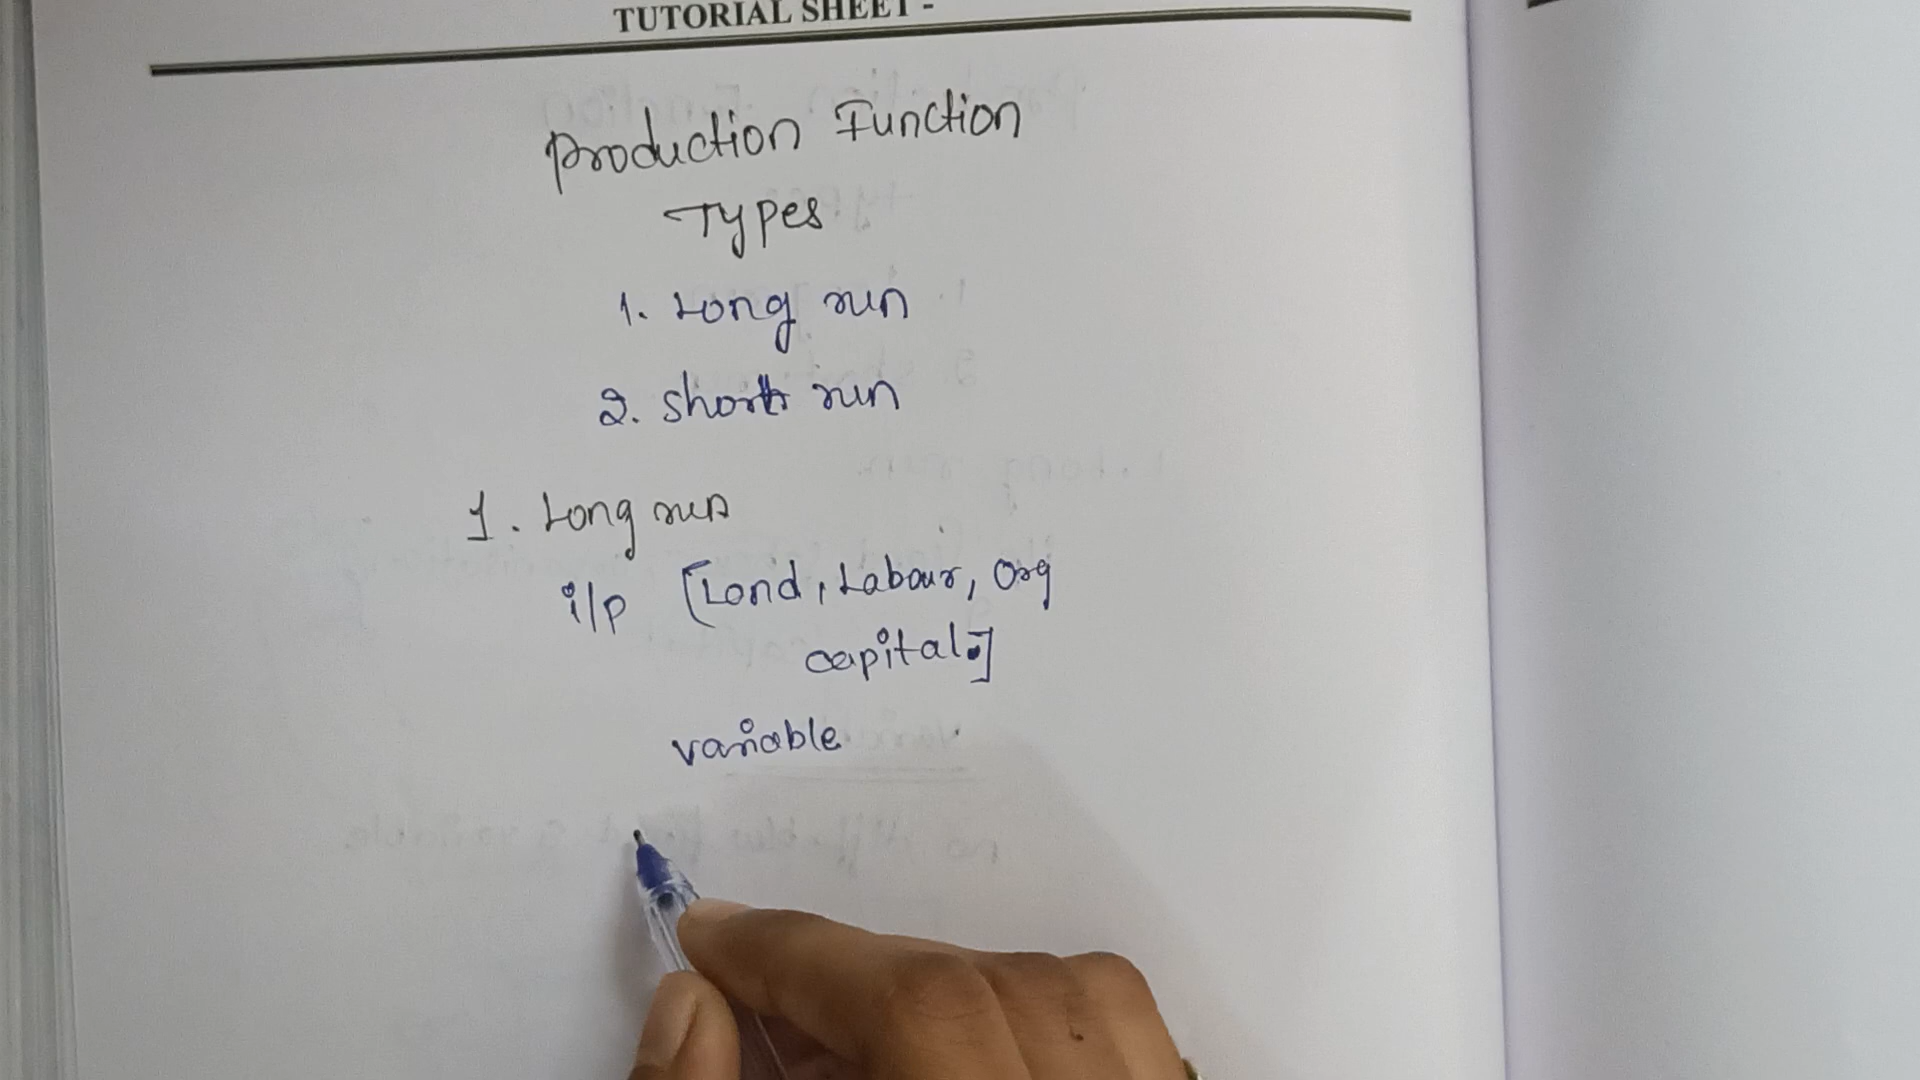 TUTORIAL SHEET -
Production Function
Types
1. Long run
2. short run
1. Long run
i/p [Land, Labour, Org
capital.]
variable